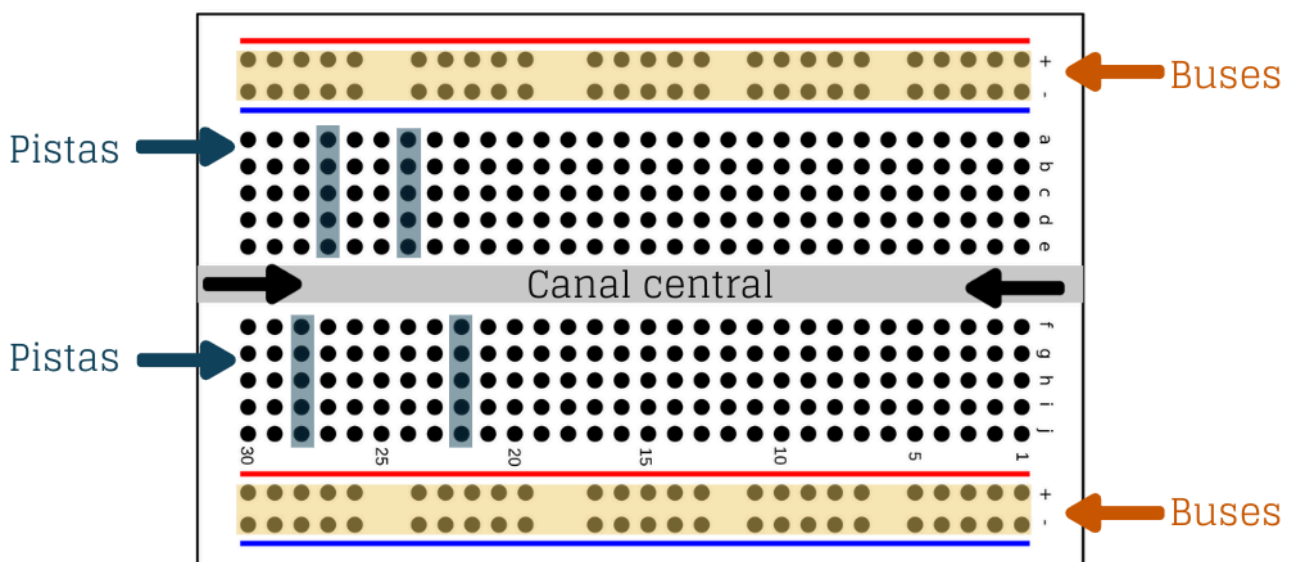 +
Buses
-
Pistas
a
b
c
d
e
Canal central
f
Pistas
g
h
i
j
30 25 20 15 10 5 1
+
Buses
-